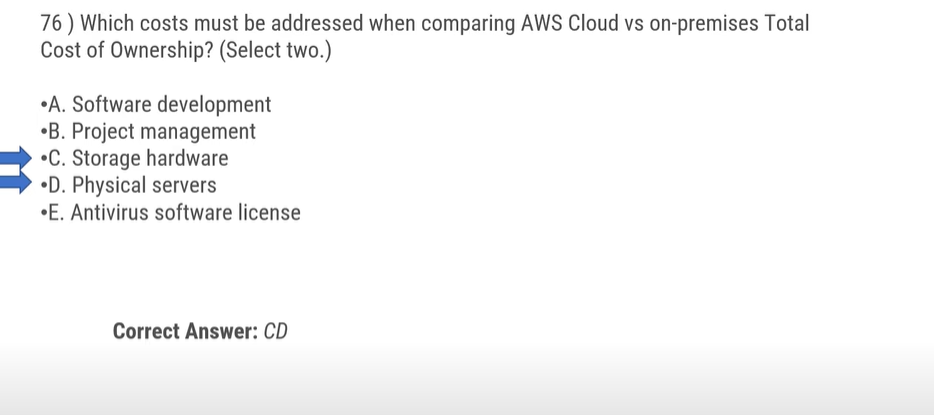 76 ) Which costs must be addressed when comparing AWS Cloud vs on-premises Total
Cost of Ownership? (Select two.)
•A. Software development
•B. Project management
•C. Storage hardware
•D. Physical servers
•E. Antivirus software license
Correct Answer: CD